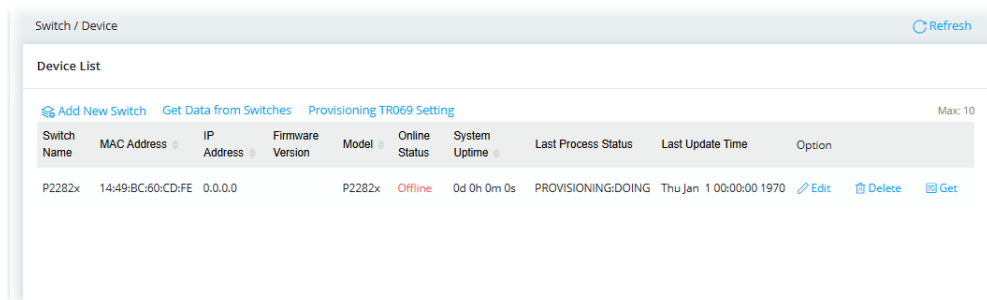 Switch / Device
Refresh
Device List
Add New Switch Get Data from Switches Provisioning TR069 Setting Max: 10
Switch Name MAC Address IP Address Firmware Version Model Online Status System Uptime Last Process Status Last Update Time Option
P2282x 14:49:BC:60:CD:FE 0.0.0.0 P2282x Offline 0d 0h 0m 0s PROVISIONING:DOING Thu Jan 1 00:00:00 1970 Edit Delete Get